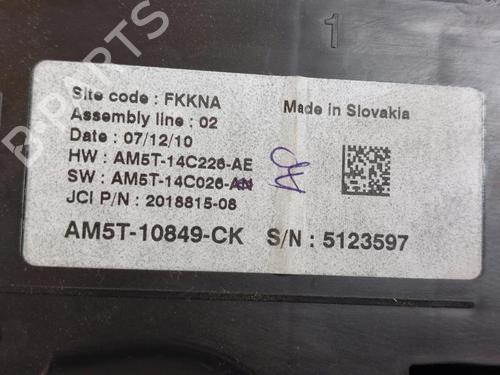 1
Site code : FKKNA
Made in Slovakia
Assembly line : 02
Date : 07/12/10
HW : AM5T-14C226-AE
SW : AM5T-14C026-AN
AP
JCI P/N : 2018815-08
AM5T-10849-CK S/N : 5123597
B-PARTS